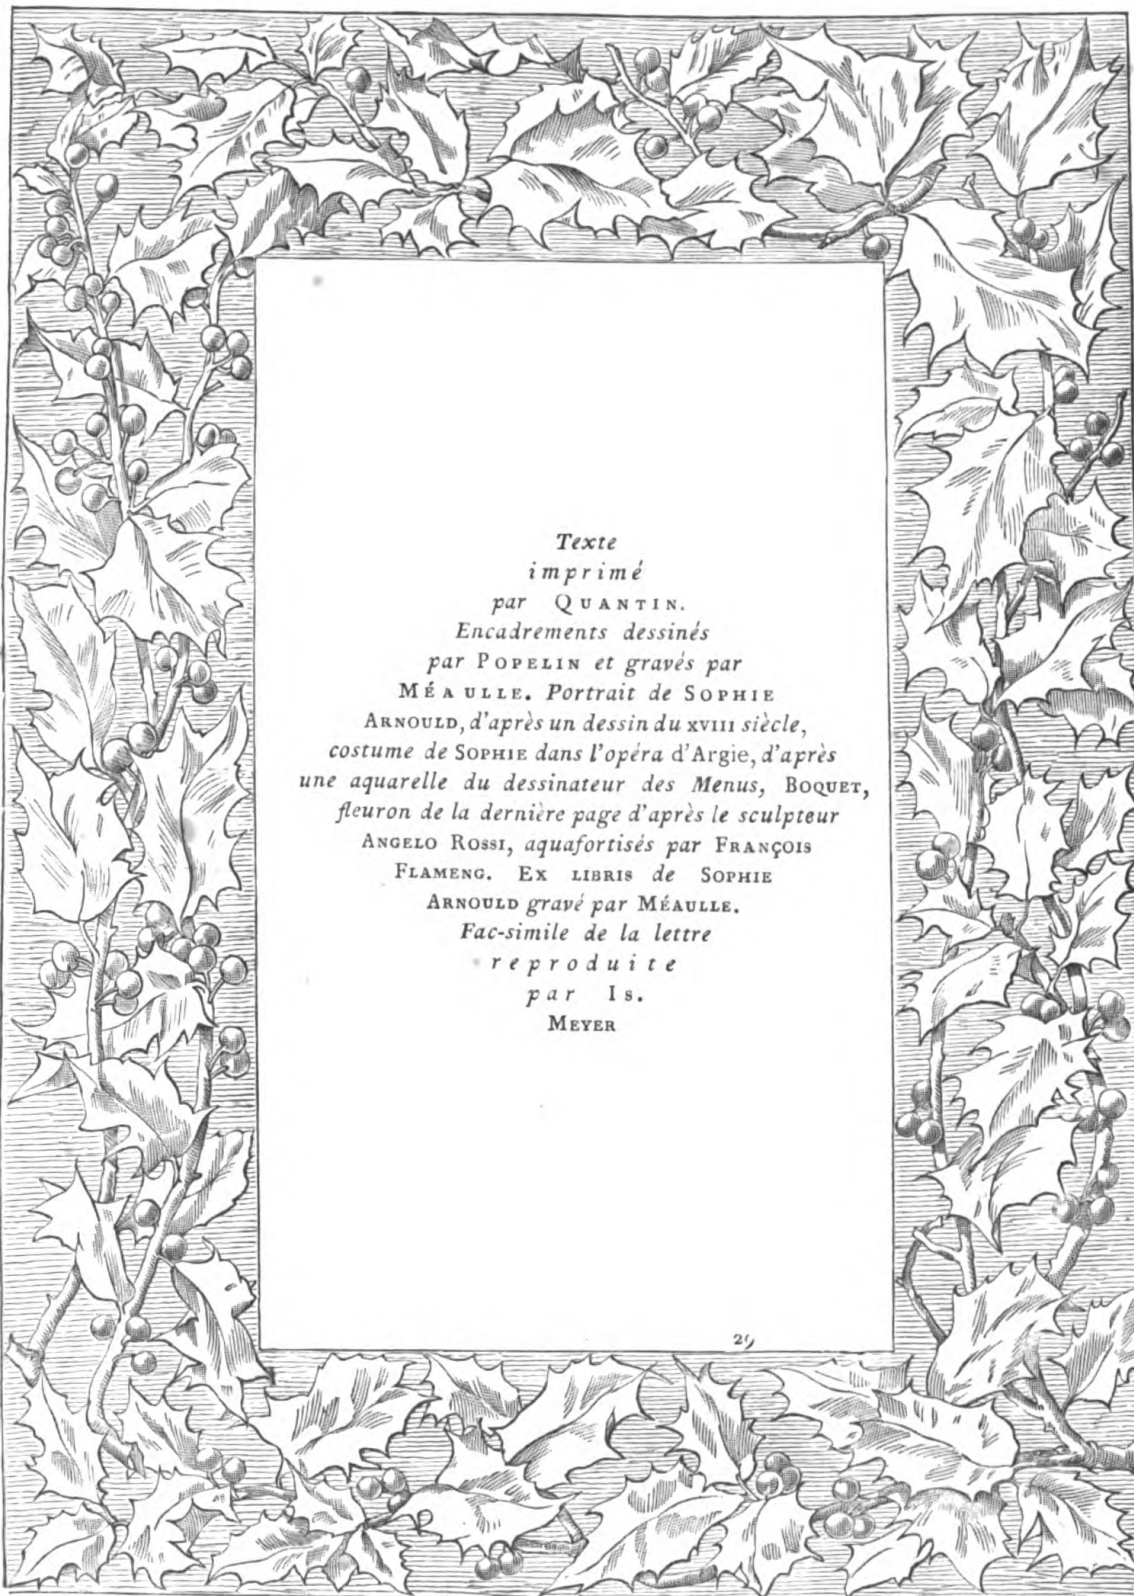 Texte
imprimé
par QUANTIN.
Encadrements dessinés
par POPELIN et gravés par
MÉAULLE. Portrait de SOPHIE
ARNOULD, d'après un dessin du XVIII siècle,
costume de SOPHIE dans l'opéra d'Argie, d'après
une aquarelle du dessinateur des Menus, BOQUET,
fleuron de la dernière page d'après le sculpteur
ANGELO ROSSI, aquafortisés par FRANÇOIS
FLAMENG. EX LIBRIS de SOPHIE
ARNOULD gravé par MÉAULLE.
Fac-simile de la lettre
reproduite
par IS.
MEYER